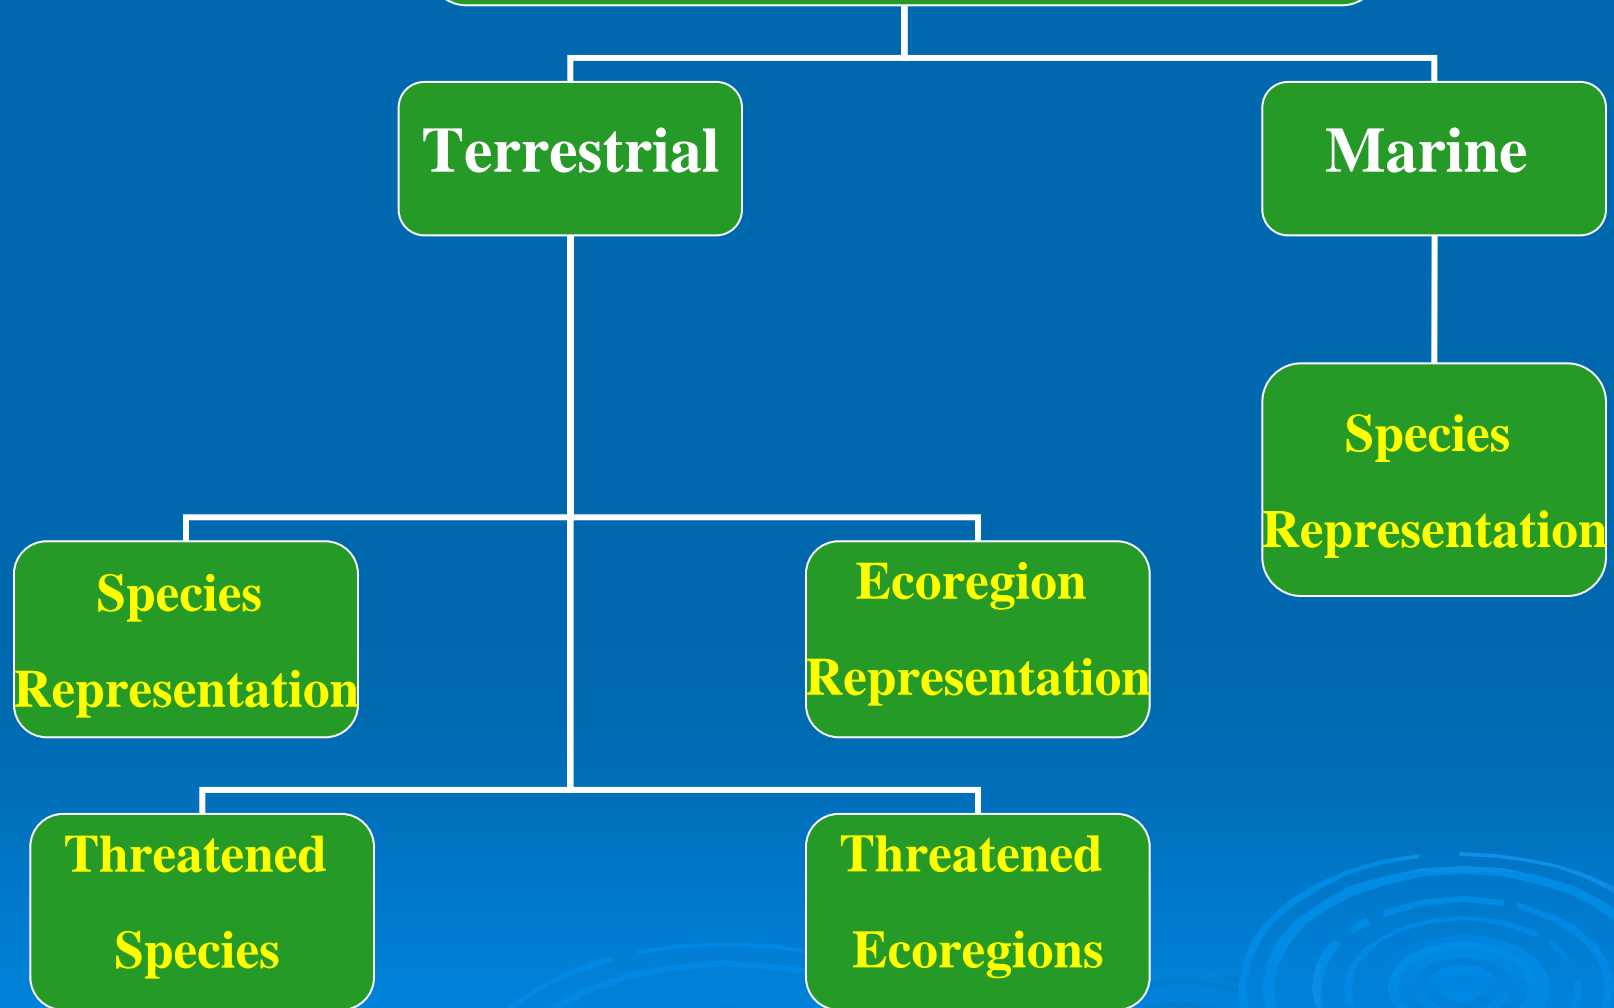 Terrestrial
Marine
Species
Representation
Species
Representation
Ecoregion
Representation
Threatened
Species
Threatened
Ecoregions